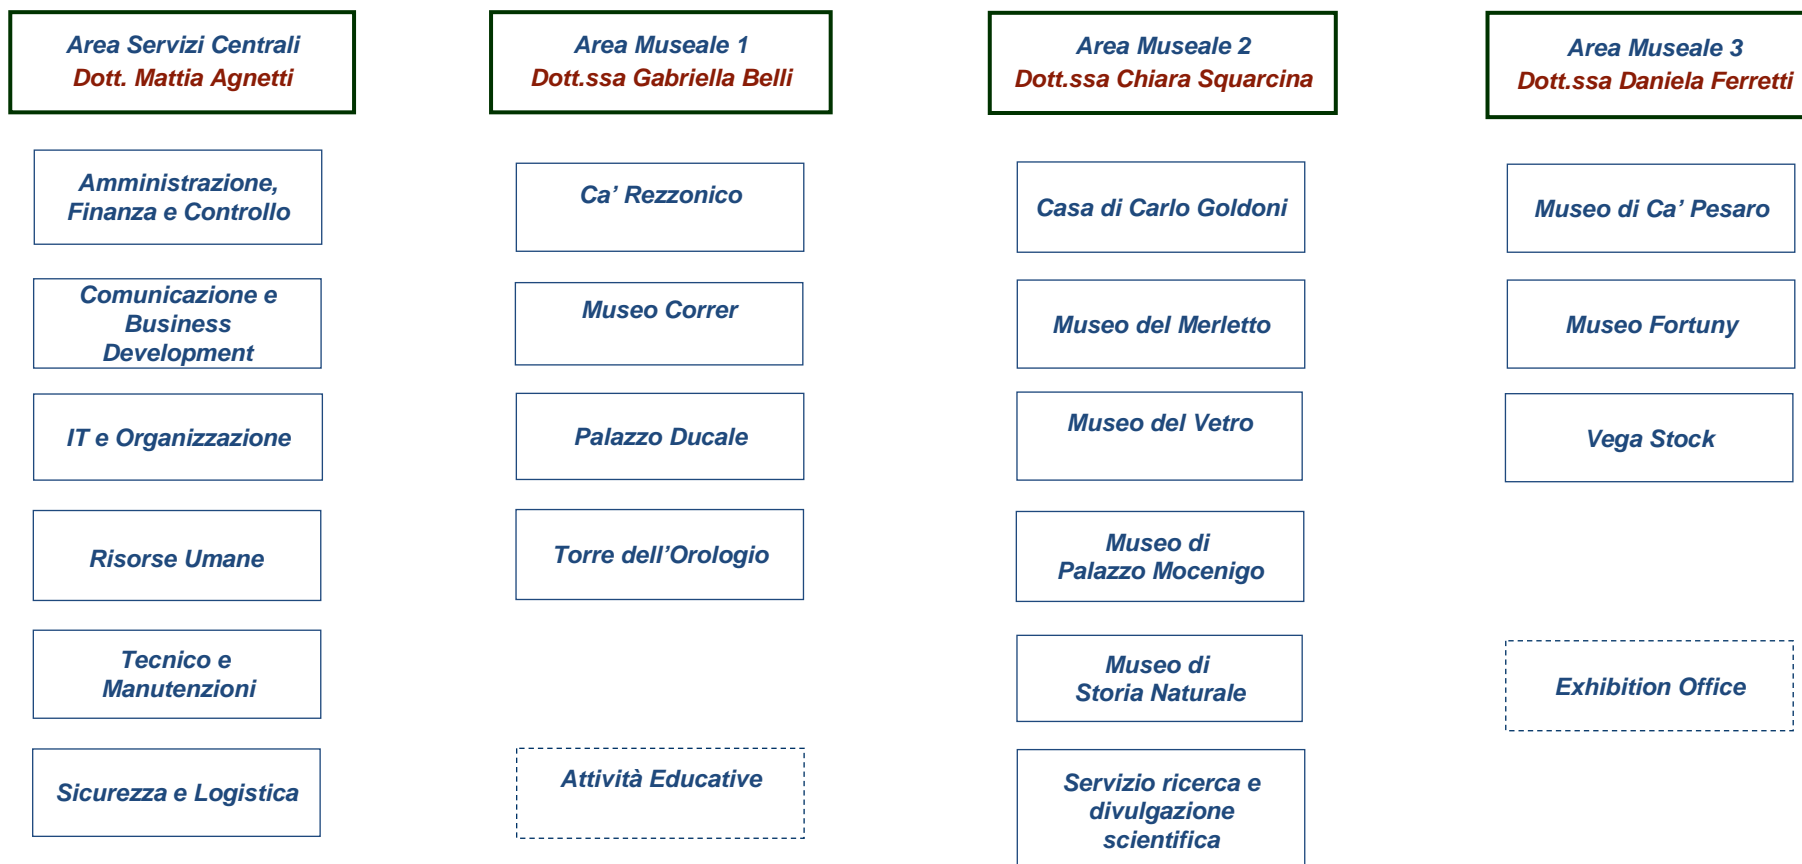 Area Servizi Centrali
Dott. Mattia Agnetti
Amministrazione,
Finanza e Controllo
Comunicazione e
Business
Development
IT e Organizzazione
Risorse Umane
Tecnico e
Manutenzioni
Sicurezza e Logistica
Area Museale 1
Dott.ssa Gabriella Belli
Ca’ Rezzonico
Museo Correr
Palazzo Ducale
Torre dell’Orologio
Attività Educative
Area Museale 2
Dott.ssa Chiara Squarcina
Casa di Carlo Goldoni
Museo del Merletto
Museo del Vetro
Museo di
Palazzo Mocenigo
Museo di
Storia Naturale
Servizio ricerca e
divulgazione
scientifica
Area Museale 3
Dott.ssa Daniela Ferretti
Museo di Ca’ Pesaro
Museo Fortuny
Vega Stock
Exhibition Office